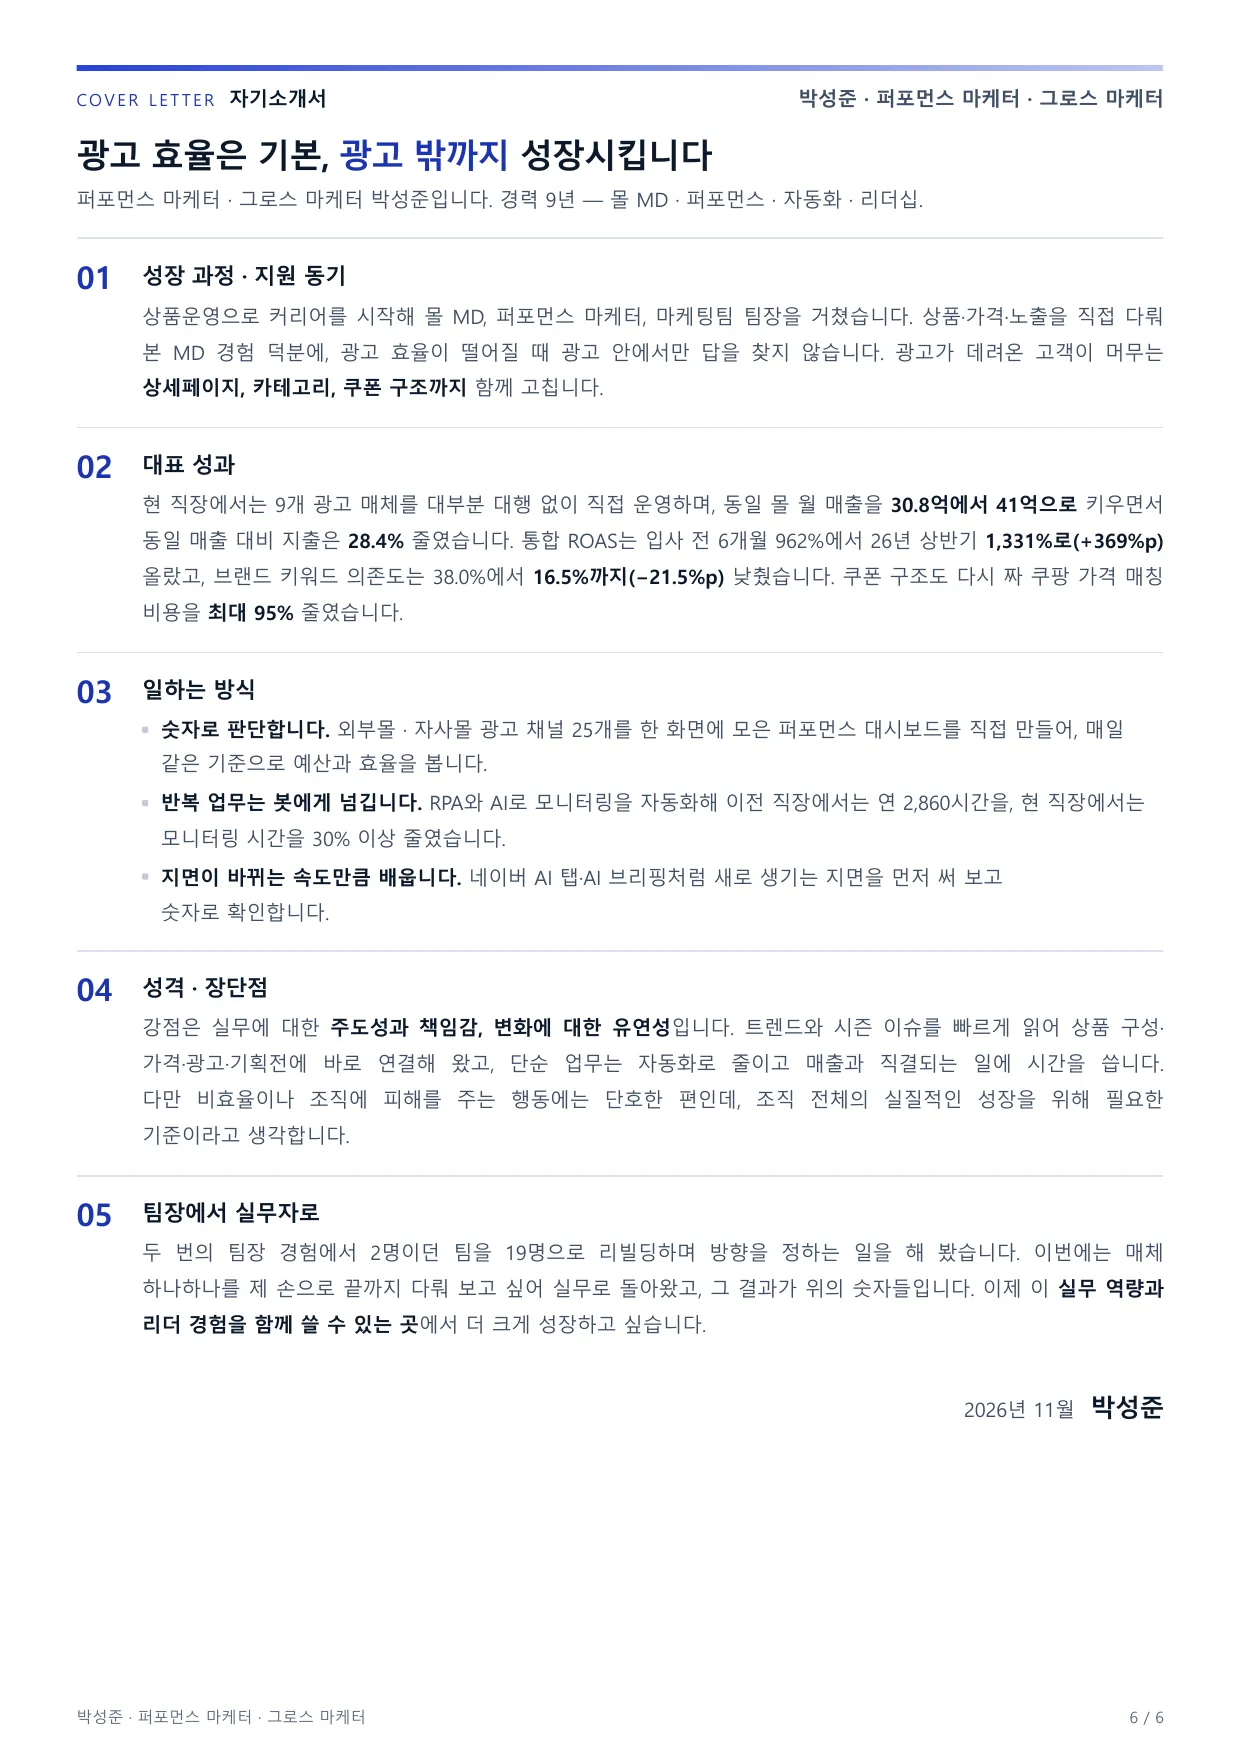 COVER LETTER 자기소개서
박성준 · 퍼포먼스 마케터 · 그로스 마케터
광고 효율은 기본, 광고 밖까지 성장시킵니다
퍼포먼스 마케터 · 그로스 마케터 박성준입니다. 경력 9년 — 몰 MD · 퍼포먼스 · 자동화 · 리더십.
01 성장 과정 · 지원 동기
상품운영으로 커리어를 시작해 몰 MD, 퍼포먼스 마케터, 마케팅팀 팀장을 거쳤습니다. 상품·가격·노출을 직접 다뤄
본 MD 경험 덕분에, 광고 효율이 떨어질 때 광고 안에서만 답을 찾지 않습니다. 광고가 데려온 고객이 머무는
상세페이지, 카테고리, 쿠폰 구조까지 함께 고칩니다.
02 대표 성과
현 직장에서는 9개 광고 매체를 대부분 대행 없이 직접 운영하며, 동일 몰 월 매출을 30.8억에서 41억으로 키우면서
동일 매출 대비 지출은 28.4% 줄였습니다. 통합 ROAS는 입사 전 6개월 962%에서 26년 상반기 1,331%로(+369%p)
올랐고, 브랜드 키워드 의존도는 38.0%에서 16.5%까지(−21.5%p) 낮췄습니다. 쿠폰 구조도 다시 짜 쿠팡 가격 매칭
비용을 최대 95% 줄였습니다.
03 일하는 방식
▪ 숫자로 판단합니다. 외부몰 · 자사몰 광고 채널 25개를 한 화면에 모은 퍼포먼스 대시보드를 직접 만들어, 매일
같은 기준으로 예산과 효율을 봅니다.
▪ 반복 업무는 봇에게 넘깁니다. RPA와 AI로 모니터링을 자동화해 이전 직장에서는 연 2,860시간을, 현 직장에서는
모니터링 시간을 30% 이상 줄였습니다.
▪ 지면이 바뀌는 속도만큼 배웁니다. 네이버 AI 탭·AI 브리핑처럼 새로 생기는 지면을 먼저 써 보고
숫자로 확인합니다.
04 성격 · 장단점
강점은 실무에 대한 주도성과 책임감, 변화에 대한 유연성입니다. 트렌드와 시즌 이슈를 빠르게 읽어 상품 구성·
가격·광고·기획전에 바로 연결해 왔고, 단순 업무는 자동화로 줄이고 매출과 직결되는 일에 시간을 씁니다.
다만 비효율이나 조직에 피해를 주는 행동에는 단호한 편인데, 조직 전체의 실질적인 성장을 위해 필요한
기준이라고 생각합니다.
05 팀장에서 실무자로
두 번의 팀장 경험에서 2명이던 팀을 19명으로 리빌딩하며 방향을 정하는 일을 해 봤습니다. 이번에는 매체
하나하나를 제 손으로 끝까지 다뤄 보고 싶어 실무로 돌아왔고, 그 결과가 위의 숫자들입니다. 이제 이 실무 역량과
리더 경험을 함께 쓸 수 있는 곳에서 더 크게 성장하고 싶습니다.
2026년 11월 박성준
박성준 · 퍼포먼스 마케터 · 그로스 마케터
6 / 6